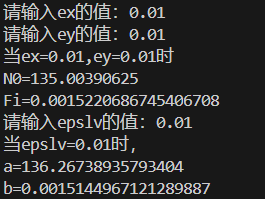 请输入ex的值：0.01
请输入ey的值：0.01
当ex=0.01,ey=0.01时
N0=135.00390625
Fi=0.0015220686745406708
请输入epslv的值：0.01
当epslv=0.01时,
a=136.26738935793404
b=0.0015144967121289887